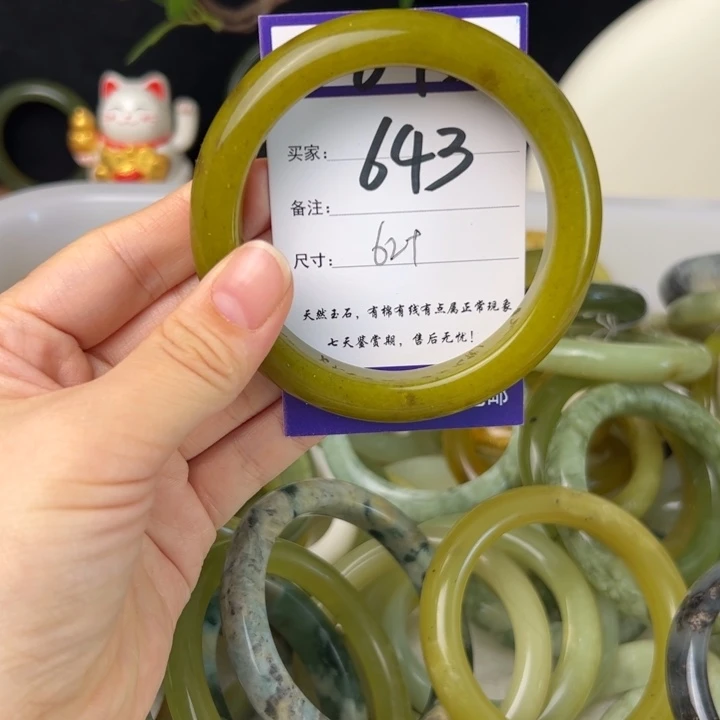 买家: 643
备注:
尺寸: 62+
天然玉石, 有棉有线有点属正常现象
七天鉴赏期, 售后无忧!